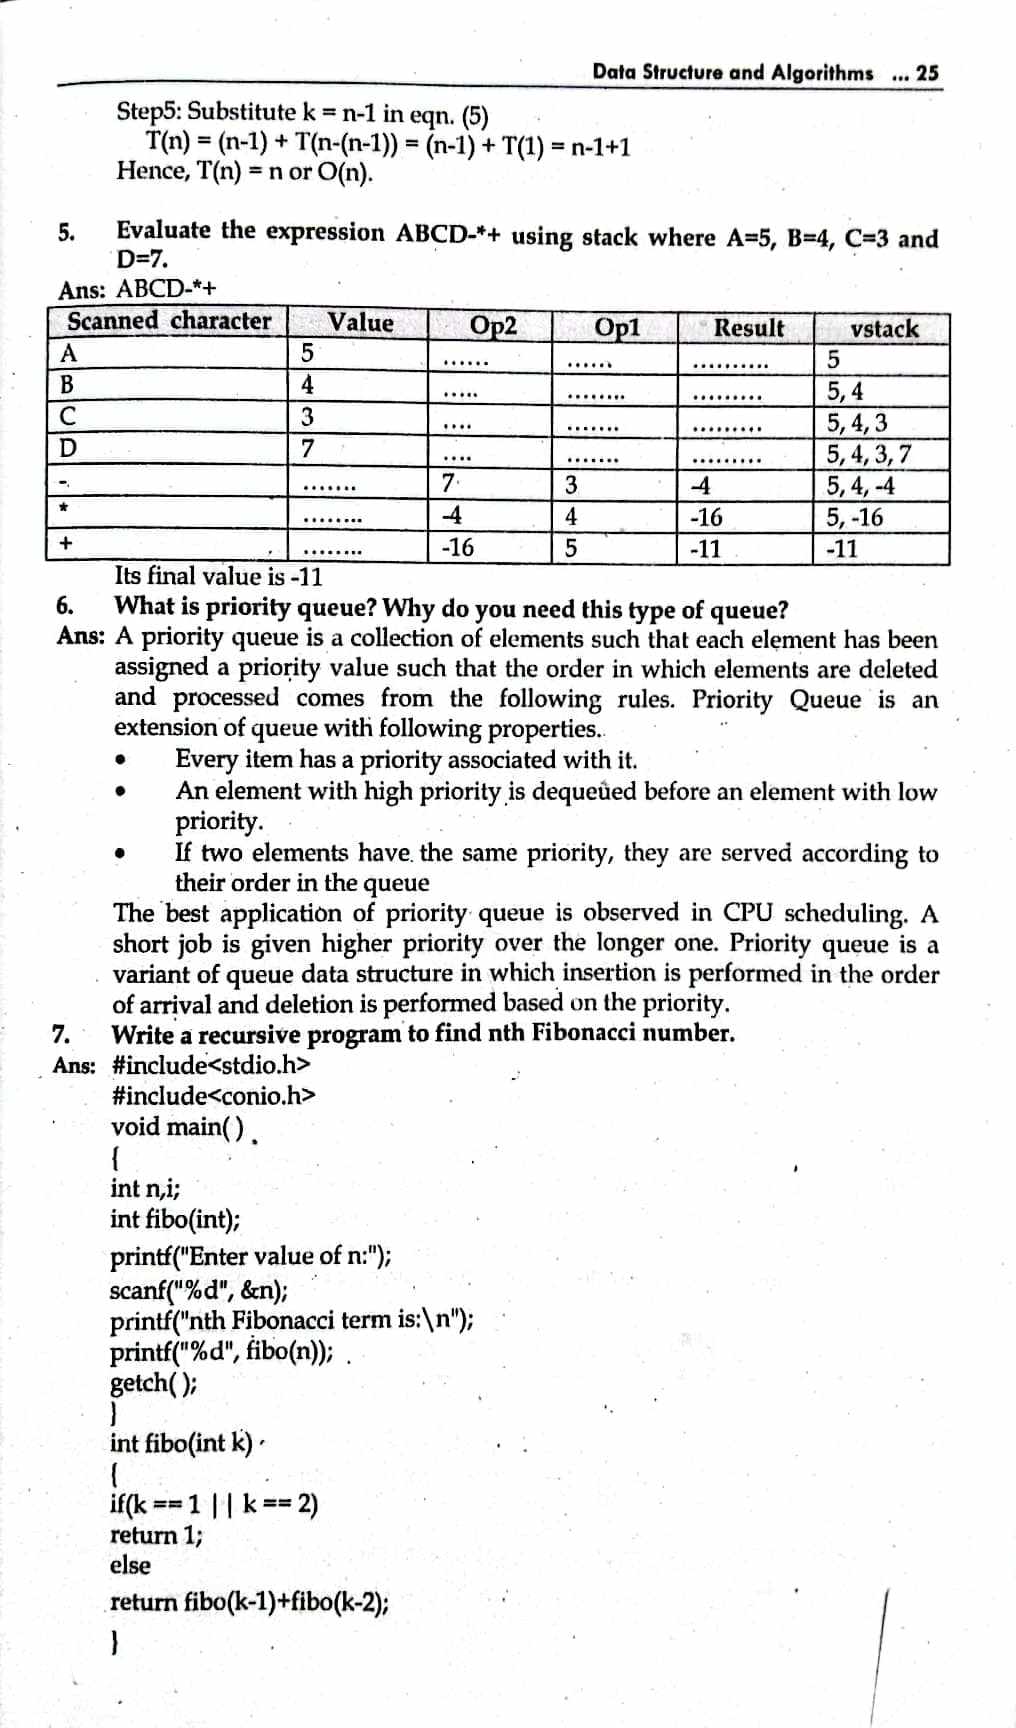 Data Structure and Algorithms ... 25
Step5: Substitute k = n-1 in eqn. (5)
T(n) = (n-1) + T(n-(n-1)) = (n-1) + T(1) = n-1+1
Hence, T(n) = n or O(n).
5. Evaluate the expression ABCD-*+ using stack where A=5, B=4, C=3 and
D=7.
Ans: ABCD-*+
Scanned character Value Op2 Op1 Result vstack
A 5 ...... ...... .......... 5
B 4 ..... ........ ......... 5, 4
C 3 .... ....... ......... 5, 4, 3
D 7 .... ....... ......... 5, 4, 3, 7
- ....... 7 3 -4 5, 4, -4
* ........ -4 4 -16 5, -16
+ ........ -16 5 -11 -11
Its final value is -11
6. What is priority queue? Why do you need this type of queue?
Ans: A priority queue is a collection of elements such that each element has been
assigned a priority value such that the order in which elements are deleted
and processed comes from the following rules. Priority Queue is an
extension of queue with following properties.
• Every item has a priority associated with it.
• An element with high priority is dequeued before an element with low
priority.
• If two elements have the same priority, they are served according to
their order in the queue
The best application of priority queue is observed in CPU scheduling. A
short job is given higher priority over the longer one. Priority queue is a
variant of queue data structure in which insertion is performed in the order
of arrival and deletion is performed based on the priority.
7. Write a recursive program to find nth Fibonacci number.
Ans: #include<stdio.h>
#include<conio.h>
void main( )
{
int n,i;
int fibo(int);
printf("Enter value of n:");
scanf("%d", &n);
printf("nth Fibonacci term is:\n");
printf("%d", fibo(n));
getch( );
}
int fibo(int k)
{
if(k == 1 || k == 2)
return 1;
else
return fibo(k-1)+fibo(k-2);
}